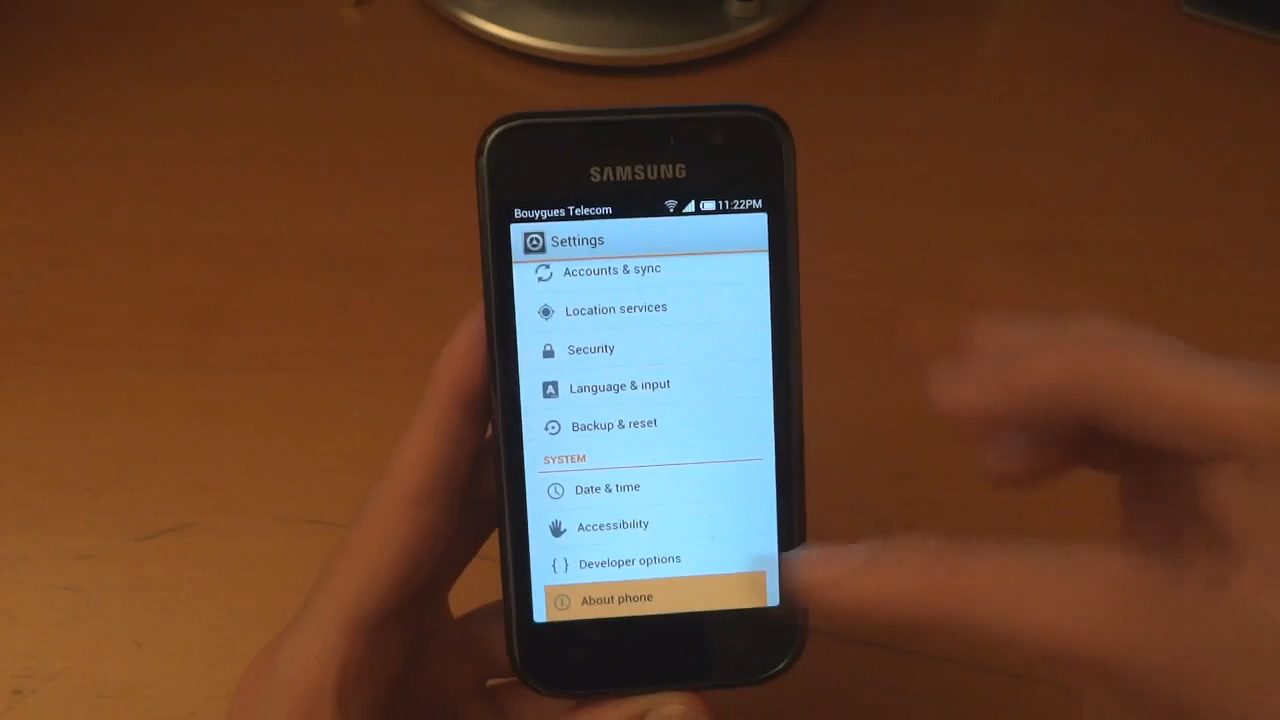 SAMSUNG
Bouygues Telecom 11:22PM
Settings
Accounts & sync
Location services
Security
A Language & input
Backup & reset
SYSTEM
Date & time
Accessibility
{ } Developer options
About phone